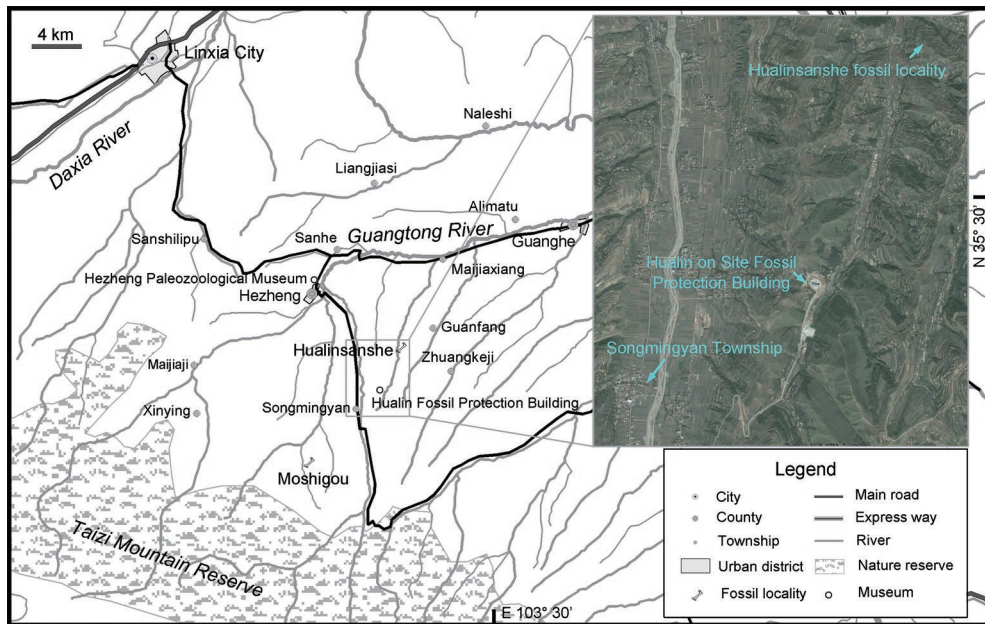 4 km
Linxia City
Daxia River
Naleshi
Liangjiasi
Alimatu
Guangtong River
Sanshilipu
Sanhe
Guanghe
Maijiaxiang
Hezheng Paleozoological Museum
Hezheng
Guanfang
Hualinsanshe
Zhuangkeji
Maijiaji
Hualin Fossil Protection Building
Xinying
Songmingyan
Moshigou
Taizi Mountain Reserve
E 103° 30'
N 35° 30'
Hualinsanshe fossil locality
Hualin on Site Fossil
Protection Building
Songmingyan Township
Legend
City
Main road
County
Express way
Township
River
Urban district
Nature reserve
Fossil locality
Museum